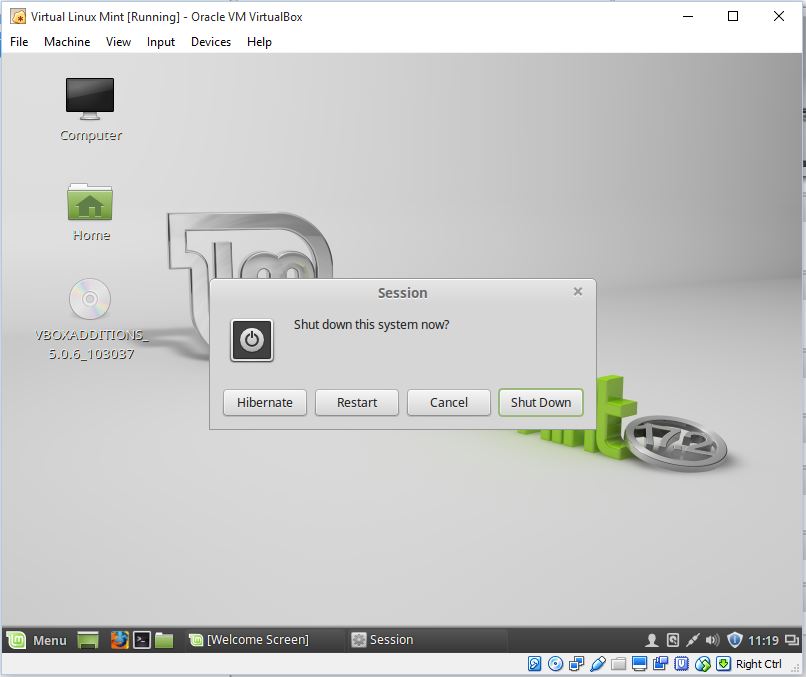 Virtual Linux Mint [Running] - Oracle VM VirtualBox
File Machine View Input Devices Help
Computer
Home
VBOXADDITIONS_
5.0.6_103037
Session
Shut down this system now?
Hibernate Restart Cancel Shut Down
17.2
Menu [Welcome Screen] Session 11:19
Right Ctrl